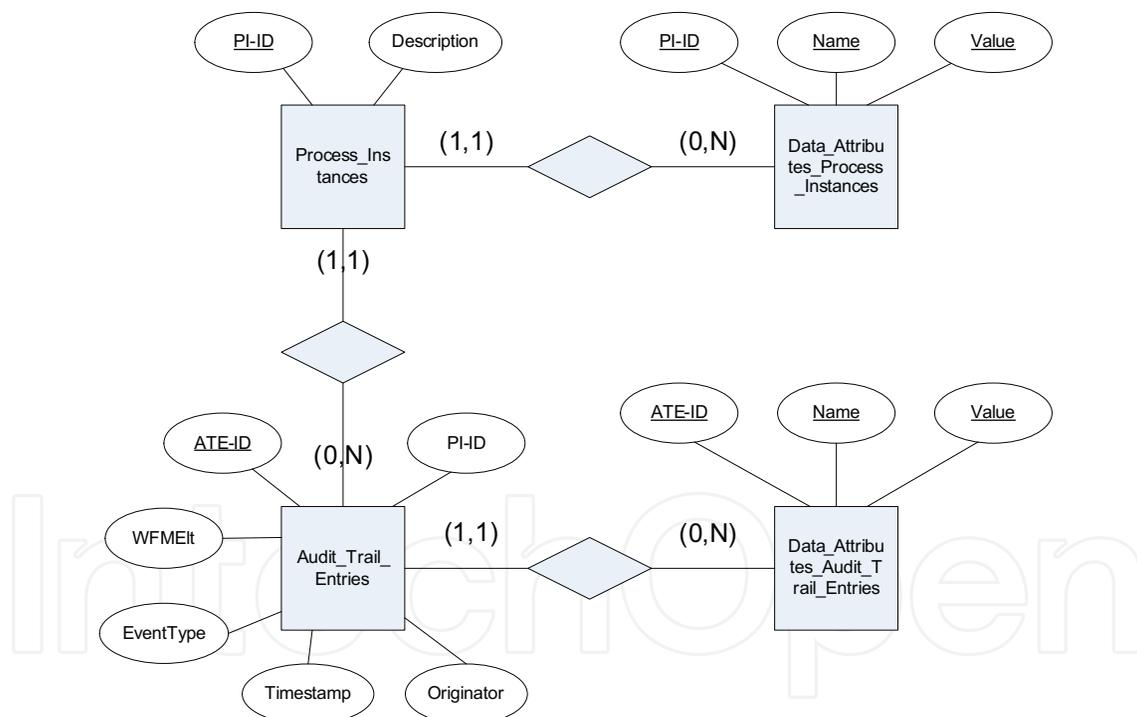 PI-ID
Description
PI-ID
Name
Value
Process_Ins
tances
(1,1)
(0,N)
Data_Attribu
tes_Process
_Instances
(1,1)
ATE-ID
(0,N)
PI-ID
ATE-ID
Name
Value
WFMElt
Audit_Trail_
Entries
(1,1)
(0,N)
Data_Attribu
tes_Audit_T
rail_Entries
EventType
Timestamp
Originator
IntechOpen